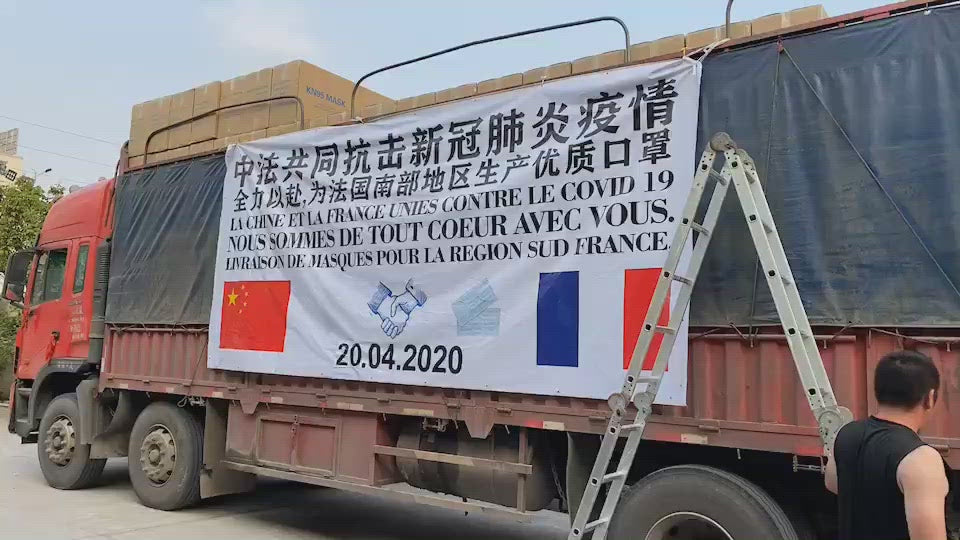 KN95 MASK
中法共同抗击新冠肺炎疫情
全力以赴,为法国南部地区生产优质口罩
LA CHINE ET LA FRANCE UNIES CONTRE LE COVID 19
NOUS SOMMES DE TOUT COEUR AVEC VOUS.
LIVRAISON DE MASQUES POUR LA REGION SUD FRANCE.
20.04.2020